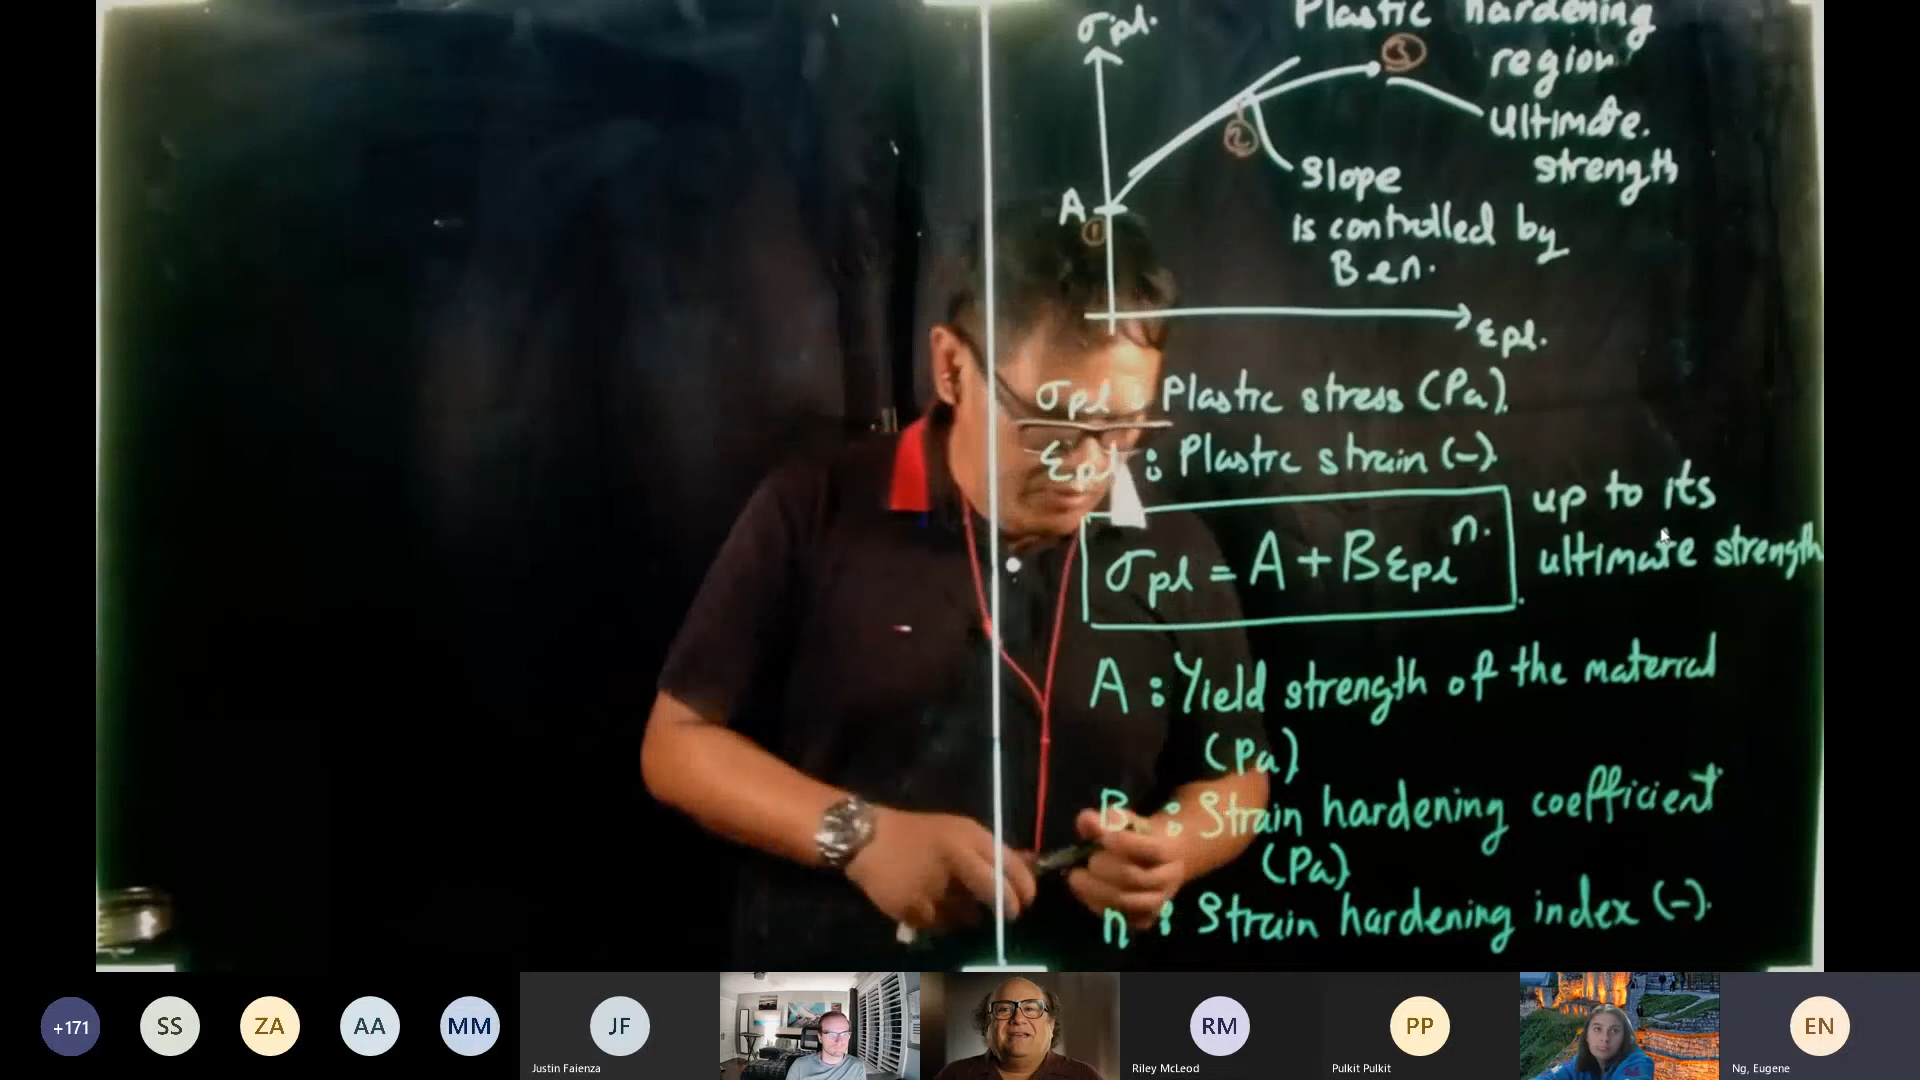 σpl.
Plastic hardening
region
③
Ultimate.
strength
②
Slope
is controlled by
B en.
A
①
εpl.
σpl : Plastic stress (Pa).
εpl : Plastic strain (-).
σpl = A + Bεpl^n.
up to its
ultimate strength
A : Yield strength of the material
(Pa)
B : Strain hardening coefficient
(Pa)
n : Strain hardening index (-).
+171
SS
ZA
AA
MM
JF
Justin Faienza
RM
Riley McLeod
PP
Pulkit Pulkit
EN
Ng, Eugene